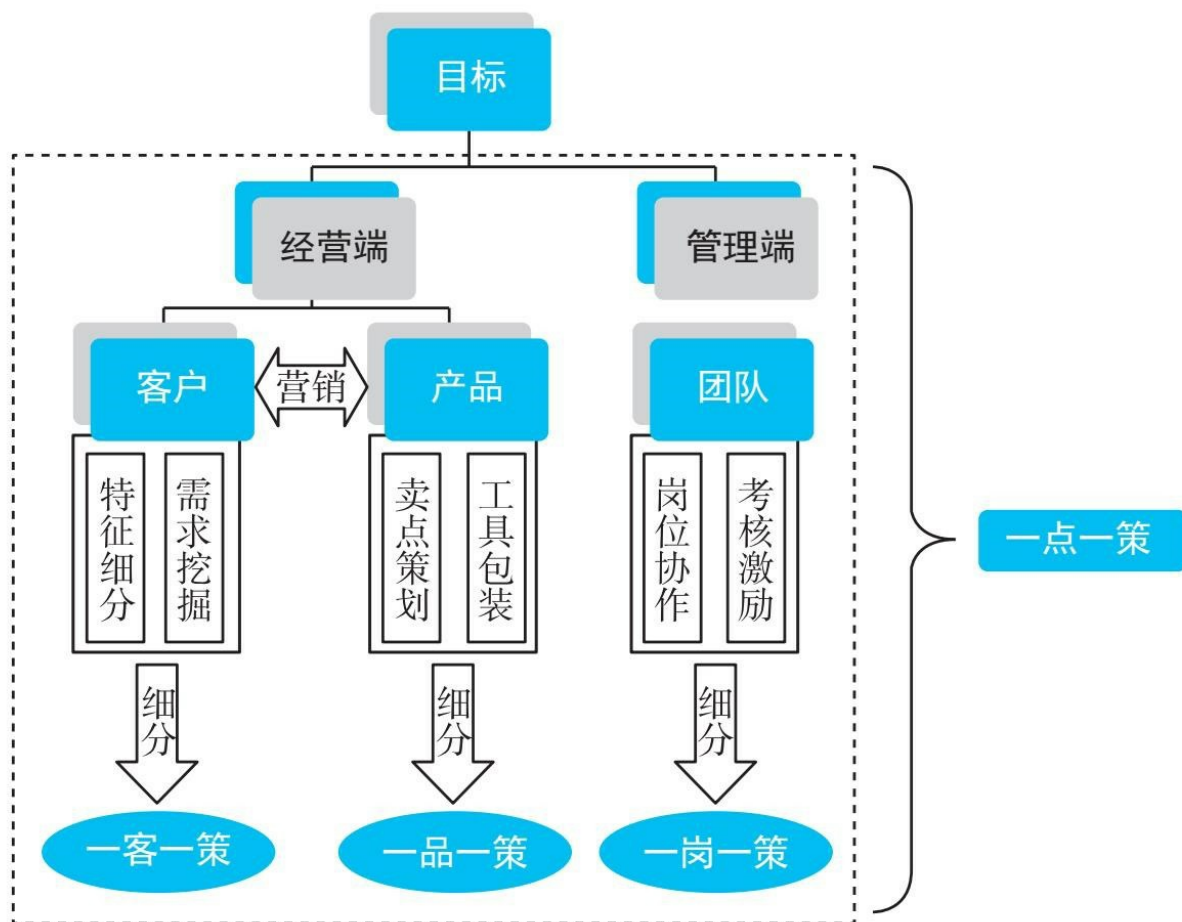 目标
经营端
管理端
客户
营销
产品
团队
特征细分
需求挖掘
卖点策划
工具包装
岗位协作
考核激励
一点一策
细分
细分
细分
一客一策
一品一策
一岗一策